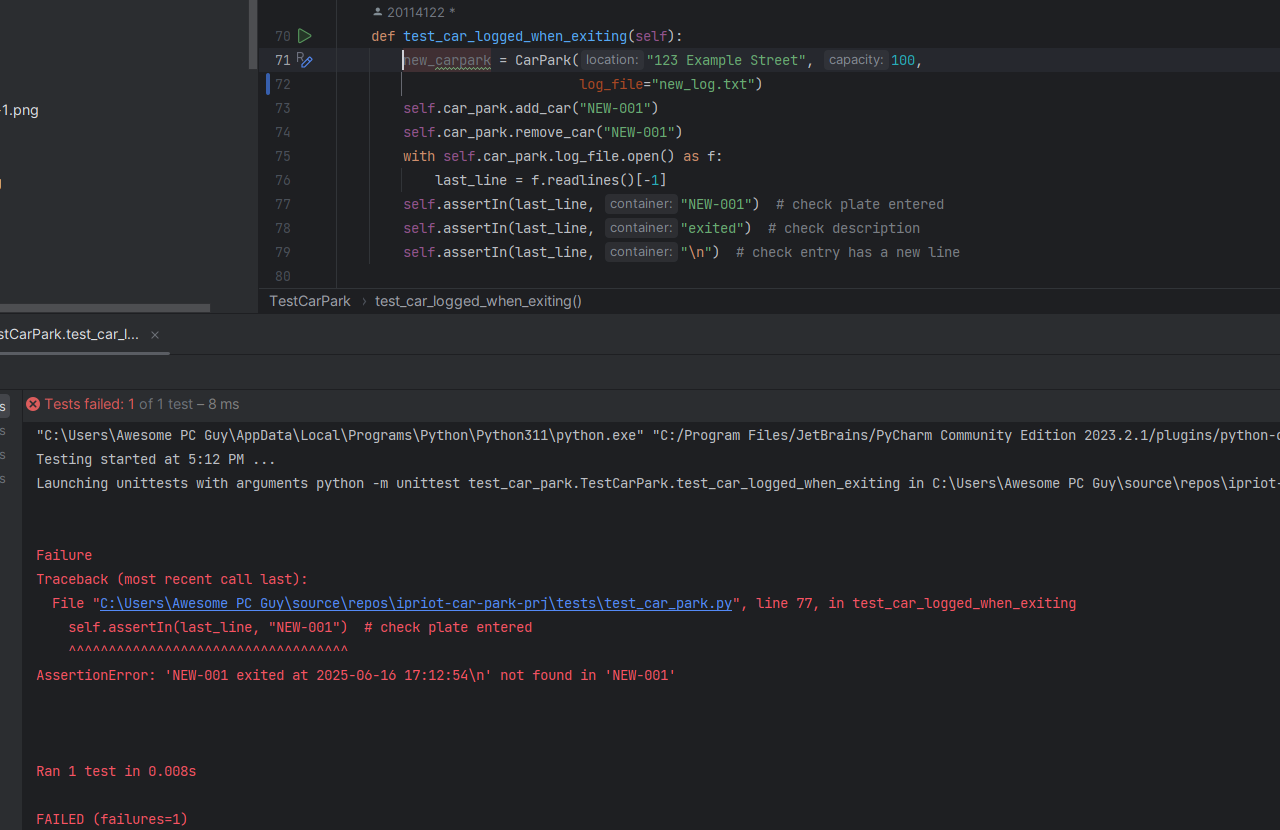 20114122 *
70 def test_car_logged_when_exiting(self):
71 new_carpark = CarPark( location: "123 Example Street", capacity: 100,
72 log_file="new_log.txt")
-1.png
73 self.car_park.add_car("NEW-001")
74 self.car_park.remove_car("NEW-001")
75 with self.car_park.log_file.open() as f:
76 last_line = f.readlines()[-1]
77 self.assertIn(last_line, container: "NEW-001") # check plate entered
78 self.assertIn(last_line, container: "exited") # check description
79 self.assertIn(last_line, container: "\n") # check entry has a new line
80
TestCarPark › test_car_logged_when_exiting()
stCarPark.test_car_l... ×
Tests failed: 1 of 1 test – 8 ms
"C:\Users\Awesome PC Guy\AppData\Local\Programs\Python\Python311\python.exe" "C:/Program Files/JetBrains/PyCharm Community Edition 2023.2.1/plugins/python-c
Testing started at 5:12 PM ...
Launching unittests with arguments python -m unittest test_car_park.TestCarPark.test_car_logged_when_exiting in C:\Users\Awesome PC Guy\source\repos\ipriot-
Failure
Traceback (most recent call last):
File "C:\Users\Awesome PC Guy\source\repos\ipriot-car-park-prj\tests\test_car_park.py", line 77, in test_car_logged_when_exiting
self.assertIn(last_line, "NEW-001") # check plate entered
^^^^^^^^^^^^^^^^^^^^^^^^^^^^^^^^^^^
AssertionError: 'NEW-001 exited at 2025-06-16 17:12:54\n' not found in 'NEW-001'
Ran 1 test in 0.008s
FAILED (failures=1)